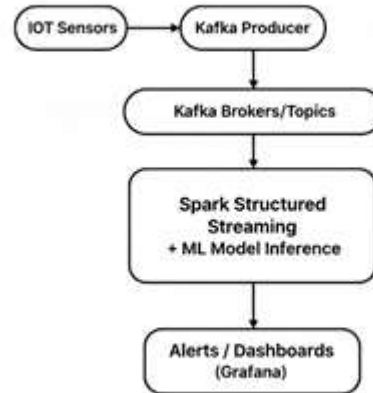 IOT Sensors
Kafka Producer
Kafka Brokers/Topics
Spark Structured
Streaming
+ ML Model Inference
Alerts / Dashboards
(Grafana)